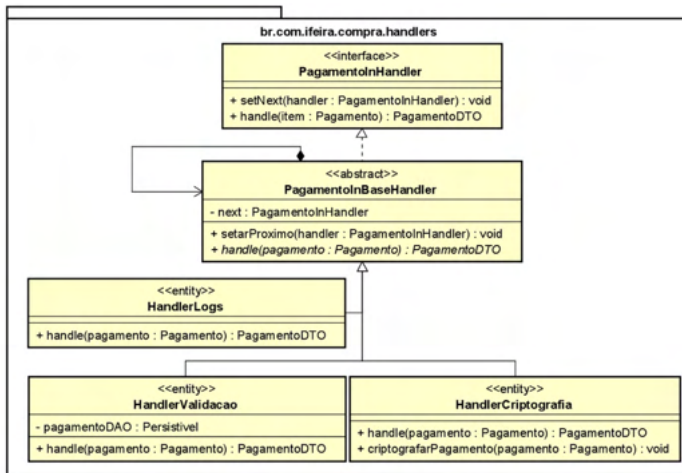 br.com.ifeira.compra.handlers
<<interface>>
PagamentoInHandler
+ setNext(handler : PagamentoInHandler) : void
+ handle(item : Pagamento) : PagamentoDTO
<<abstract>>
PagamentoInBaseHandler
- next : PagamentoInHandler
+ setarProximo(handler : PagamentoInHandler) : void
+ handle(pagamento : Pagamento) : PagamentoDTO
<<entity>>
HandlerLogs
+ handle(pagamento : Pagamento) : PagamentoDTO
<<entity>>
HandlerValidacao
- pagamentoDAO : Persistivel
+ handle(pagamento : Pagamento) : PagamentoDTO
<<entity>>
HandlerCriptografia
+ handle(pagamento : Pagamento) : PagamentoDTO
+ criptografarPagamento(pagamento : Pagamento) : void